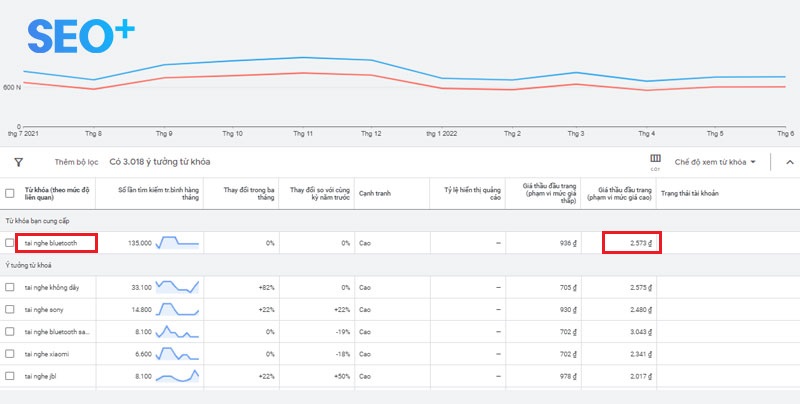 SEO+
600 N
0
thg 7 2021 Thg 8 Thg 9 Thg 10 Thg 11 Thg 12 thg 1 2022 Thg 2 Thg 3 Thg 4 Thg 5 Thg 6
Thêm bộ lọc Có 3.018 ý tưởng từ khóa CỘT Chế độ xem từ khóa
Từ khóa (theo mức độ liên quan) Số lần tìm kiếm tr.bình hàng tháng Thay đổi trong ba tháng Thay đổi so với cùng kỳ năm trước Cạnh tranh Tỷ lệ hiển thị quảng cáo Giá thầu đầu trang (phạm vi mức giá thấp) Giá thầu đầu trang (phạm vi mức giá cao) Trạng thái tài khoản
Từ khóa bạn cung cấp
tai nghe bluetooth 135.000 0% 0% Cao – 936 ₫ 2.573 ₫
Ý tưởng từ khoá
tai nghe không dây 33.100 +82% 0% Cao – 705 ₫ 2.575 ₫
tai nghe sony 14.800 +22% +22% Cao – 930 ₫ 2.480 ₫
tai nghe bluetooth sa... 8.100 0% -19% Cao – 702 ₫ 3.043 ₫
tai nghe xiaomi 6.600 0% -18% Cao – 702 ₫ 2.341 ₫
tai nghe jbl 8.100 +22% +50% Cao – 978 ₫ 2.017 ₫